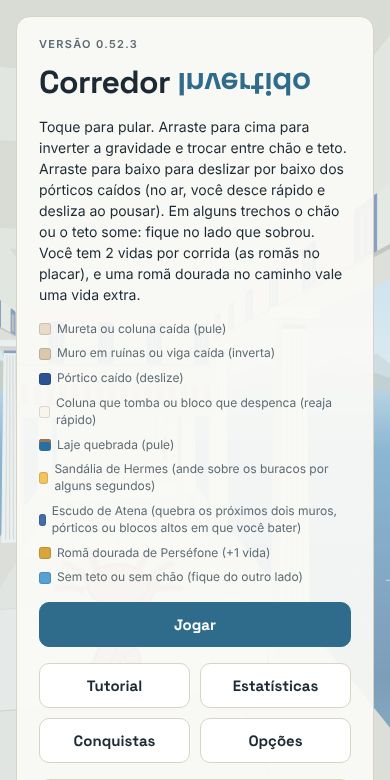 VERSÃO 0.52.3
Corredor Invertido
Toque para pular. Arraste para cima para
inverter a gravidade e trocar entre chão e teto.
Arraste para baixo para deslizar por baixo dos
pórticos caídos (no ar, você desce rápido e
desliza ao pousar). Em alguns trechos o chão
ou o teto some: fique no lado que sobrou.
Você tem 2 vidas por corrida (as romãs no
placar), e uma romã dourada no caminho vale
uma vida extra.
Mureta ou coluna caída (pule)
Muro em ruínas ou viga caída (inverta)
Pórtico caído (deslize)
Coluna que tomba ou bloco que despenca (reaja
rápido)
Laje quebrada (pule)
Sandália de Hermes (ande sobre os buracos por
alguns segundos)
Escudo de Atena (quebra os próximos dois muros,
pórticos ou blocos altos em que você bater)
Romã dourada de Perséfone (+1 vida)
Sem teto ou sem chão (fique do outro lado)
Jogar
Tutorial
Estatísticas
Conquistas
Opções